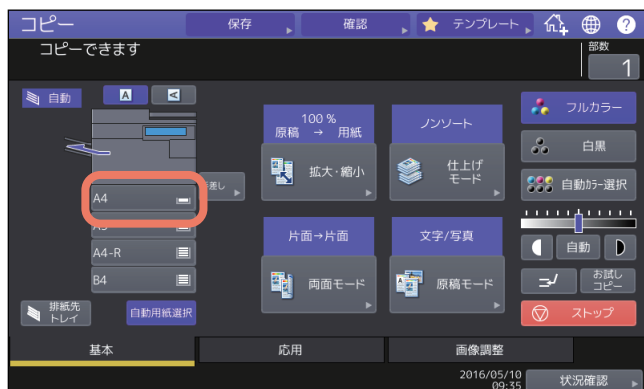 コピー
保存
確認
テンプレート
?
コピーできます
部数
1
自動
A
A
A4
A4-R
B4
排紙先
トレイ
自動用紙選択
100 %
原稿 → 用紙
拡大・縮小
ノンソート
仕上げ
モード
片面→片面
両面モード
文字/写真
原稿モード
フルカラー
白黒
自動ｶﾗｰ選択
自動
お試し
コピー
ストップ
基本
応用
画像調整
2016/05/10
09:35
状況確認